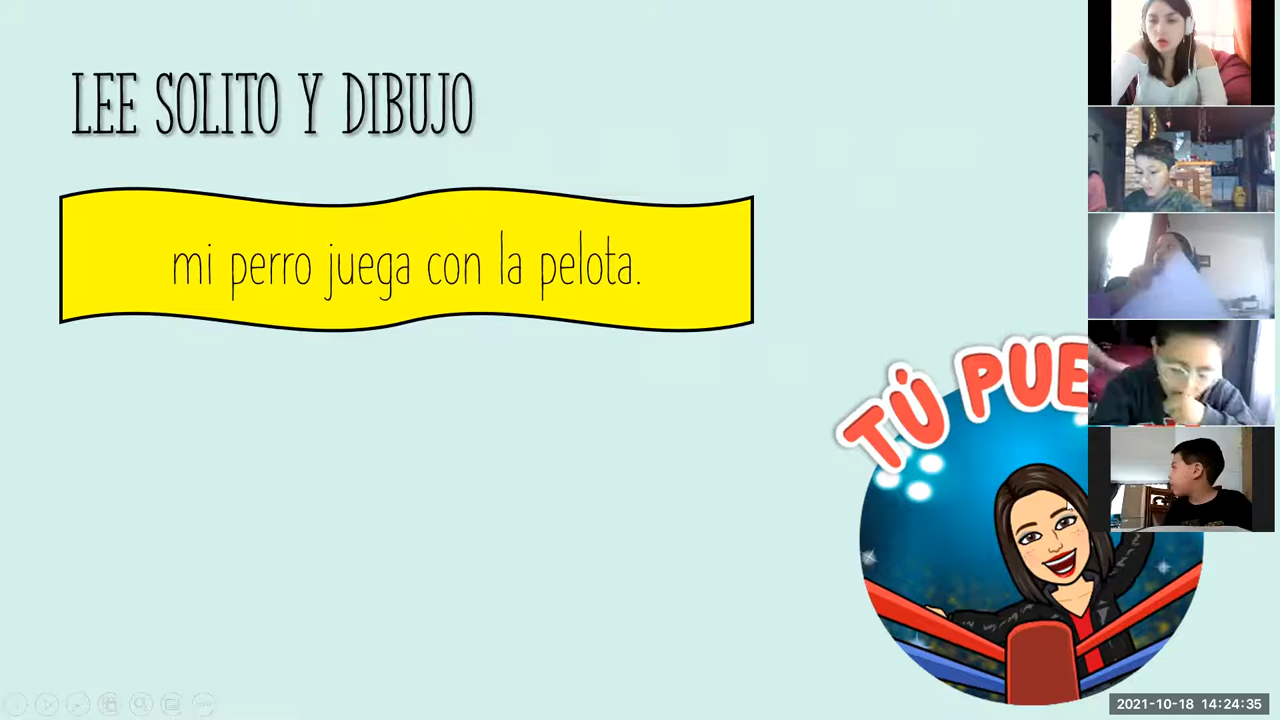 LEE SOLITO Y DIBUJO
mi perro juega con la pelota.
TÚ PUE
2021-10-18 14:24:35